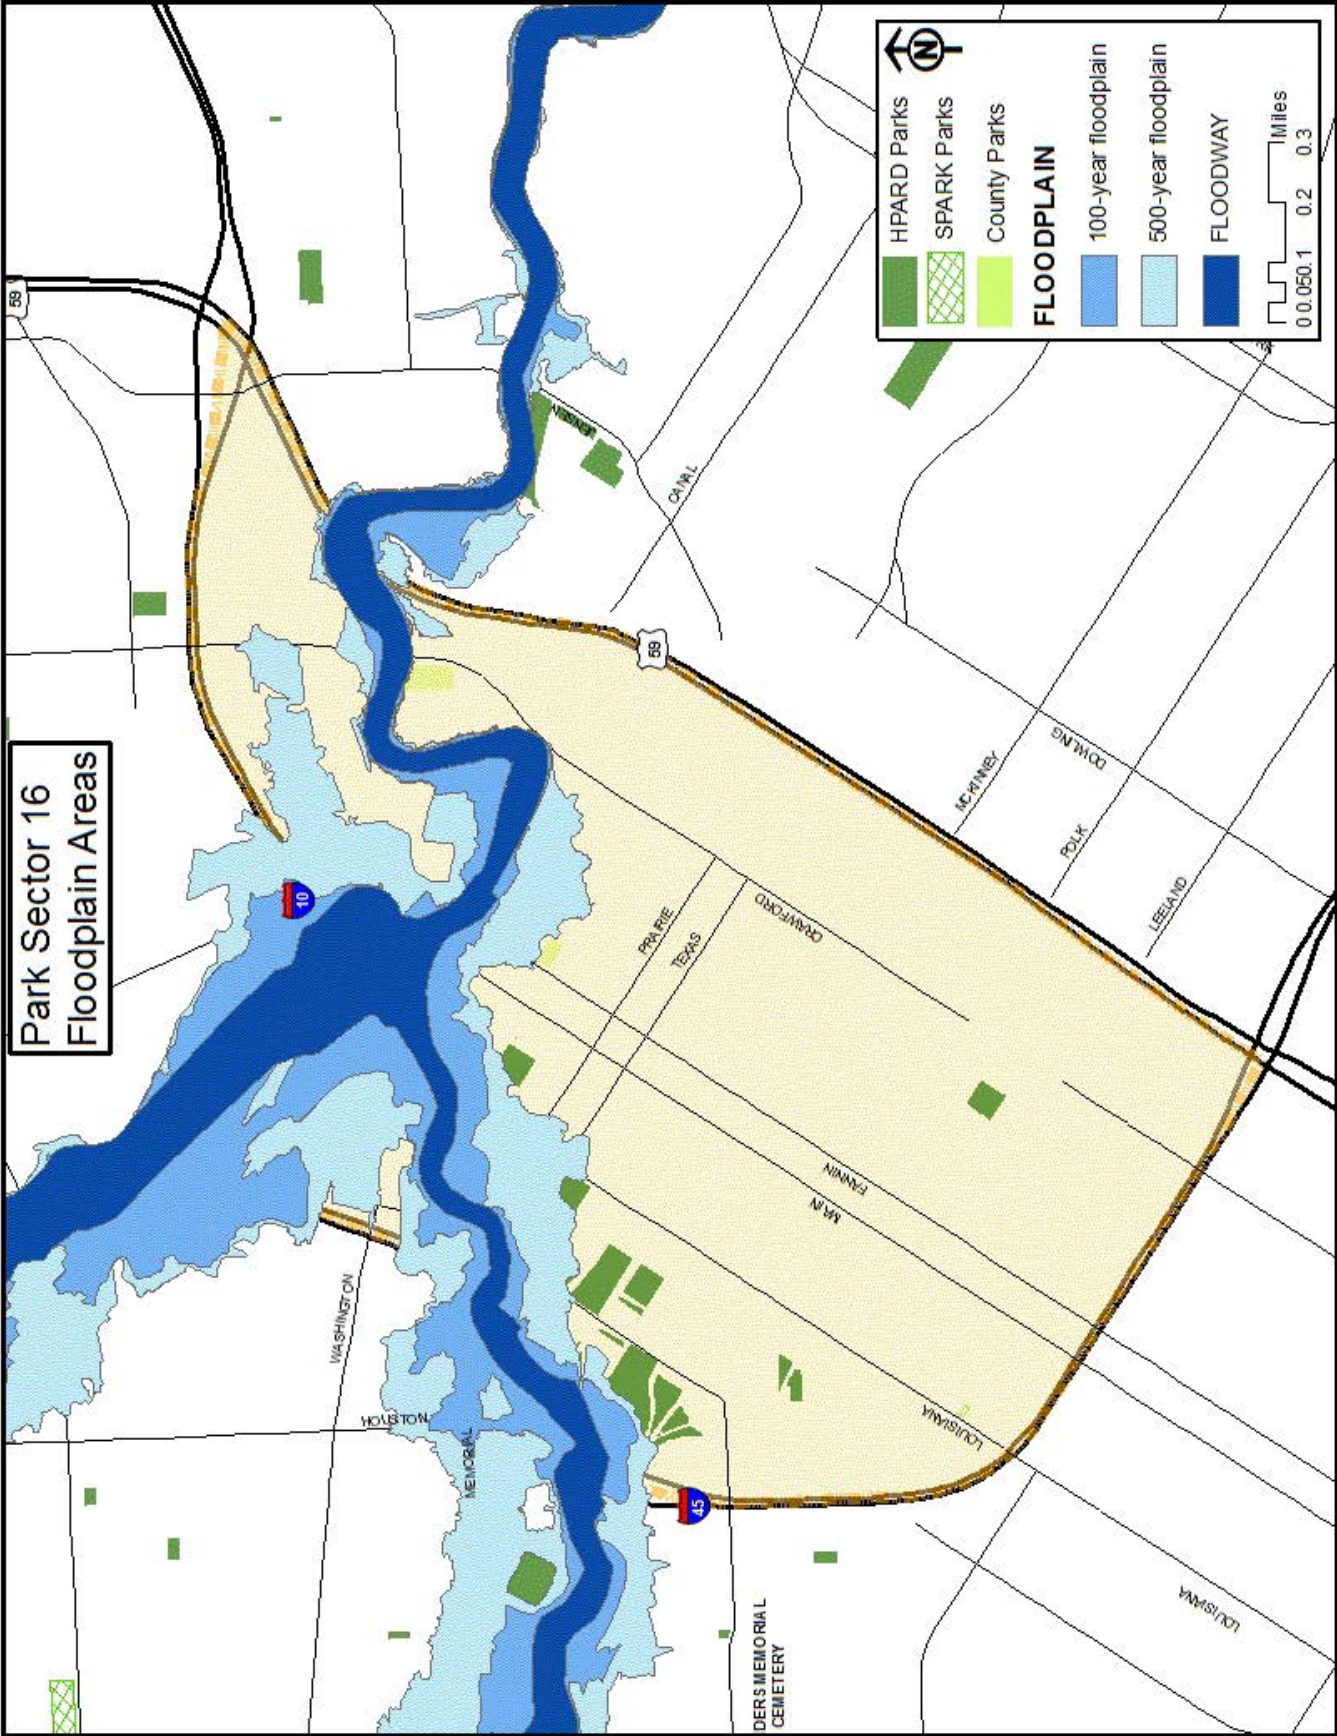 Park Sector 16
Floodplain Areas
59
10
WASHINGTON
HOUSTON
MEMORIAL
JENSEN
CANAL
59
PRAIRIE
TEXAS
CRAWFORD
MCKINNEY
DOWLING
POLK
LEELAND
FANNIN
MAIN
LOUISIANA
45
LOUISIANA
DERS MEMORIAL
CEMETERY
N
HPARD Parks
SPARK Parks
County Parks
FLOODPLAIN
100-year floodplain
500-year floodplain
FLOODWAY
Miles
0 0.050.1 0.2 0.3